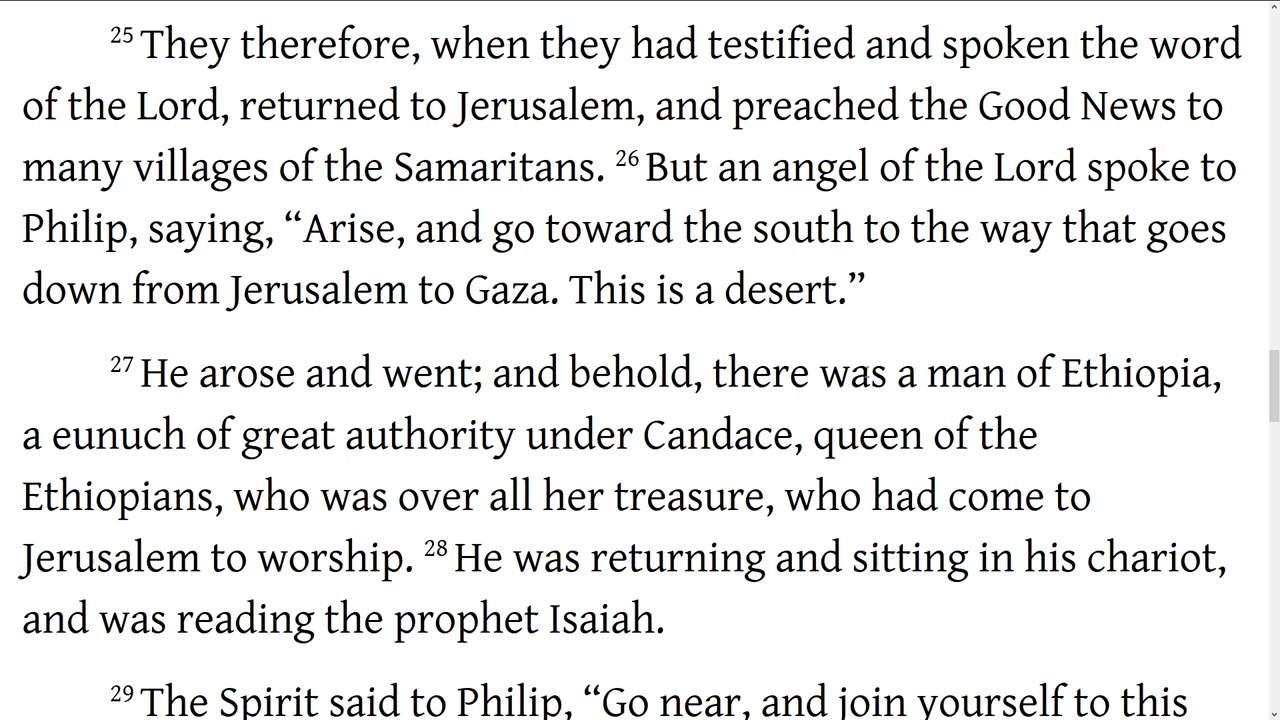 25 They therefore, when they had testified and spoken the word
of the Lord, returned to Jerusalem, and preached the Good News to
many villages of the Samaritans. 26 But an angel of the Lord spoke to
Philip, saying, “Arise, and go toward the south to the way that goes
down from Jerusalem to Gaza. This is a desert.”
27 He arose and went; and behold, there was a man of Ethiopia,
a eunuch of great authority under Candace, queen of the
Ethiopians, who was over all her treasure, who had come to
Jerusalem to worship. 28 He was returning and sitting in his chariot,
and was reading the prophet Isaiah.
29 The Spirit said to Philip, “Go near, and join yourself to this